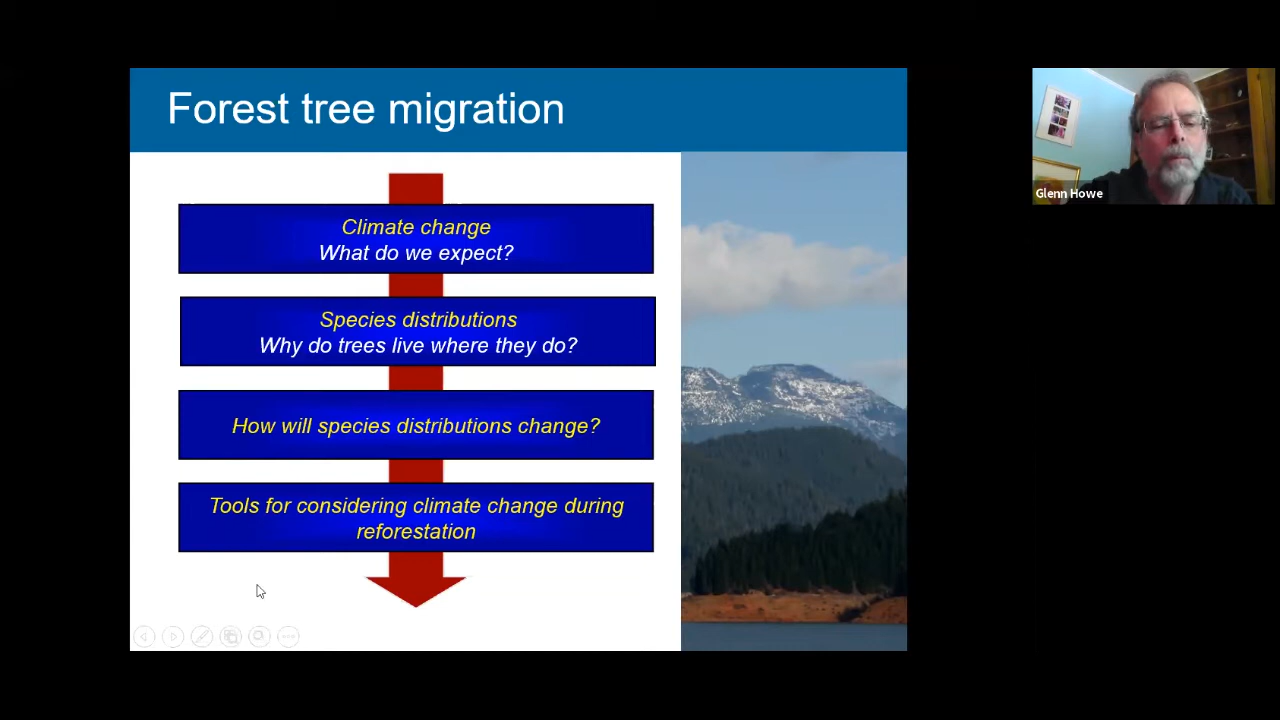 Forest tree migration
Climate change
What do we expect?
Species distributions
Why do trees live where they do?
How will species distributions change?
Tools for considering climate change during
reforestation
Glenn Howe